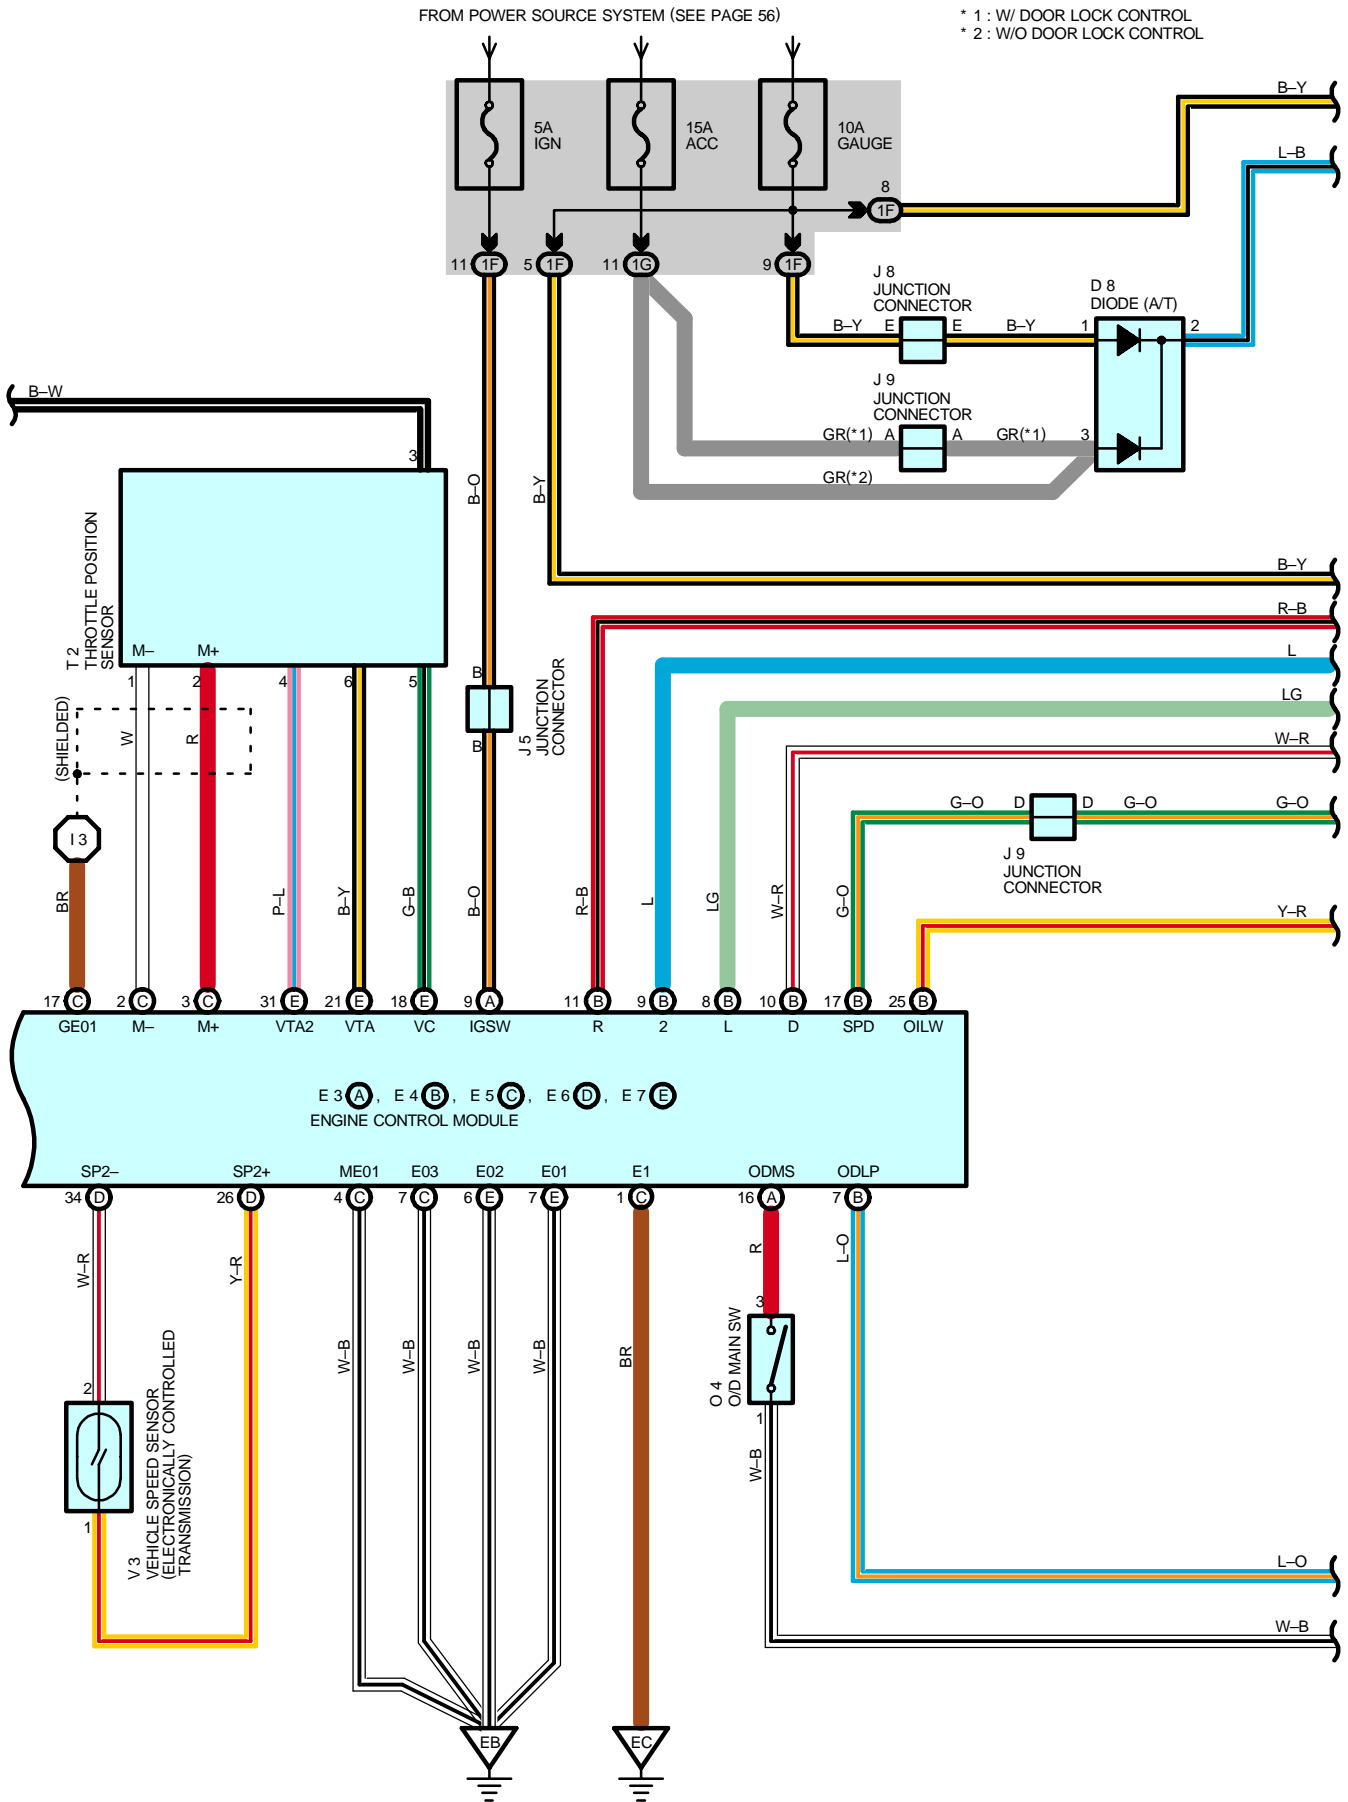 FROM POWER SOURCE SYSTEM (SEE PAGE 56)
* 1 : W/ DOOR LOCK CONTROL
* 2 : W/O DOOR LOCK CONTROL
5A
IGN
15A
ACC
10A
GAUGE
B–Y
L–B
8
1F
11 1F
5 1F
11 1G
9 1F
J 8
JUNCTION
CONNECTOR
D 8
DIODE (A/T)
B–Y E E B–Y 1 2
J 9
JUNCTION
CONNECTOR
GR(*1) A A GR(*1) 3
GR(*2)
B–W
3
B–O
B–Y
T 2
THROTTLE POSITION
SENSOR
M– M+
1 2 4 6 5
B
J 5
JUNCTION
CONNECTOR
B
B–Y
R–B
L
LG
W–R
(SHIELDED)
W
R
I 3
G–O D D G–O G–O
J 9
JUNCTION
CONNECTOR
BR
P–L
B–Y
G–B
B–O
R–B
L
LG
W–R
G–O
Y–R
17 C 2 C 3 C 31 E 21 E 18 E 9 A 11 B 9 B 8 B 10 B 17 B 25 B
GE01 M– M+ VTA2 VTA VC IGSW R 2 L D SPD OILW
E 3 A , E 4 B , E 5 C , E 6 D , E 7 E
ENGINE CONTROL MODULE
SP2– SP2+ ME01 E03 E02 E01 E1 ODMS ODLP
34 D 26 D 4 C 7 C 6 E 7 E 1 C 16 A 7 B
W–R
Y–R
W–B
W–B
W–B
W–B
BR
R
L–O
3
O 4
O/D MAIN SW
1
W–B
2
1
V 3
VEHICLE SPEED SENSOR
(ELECTRONICALLY CONTROLLED
TRANSMISSION)
L–O
W–B
EB
EC